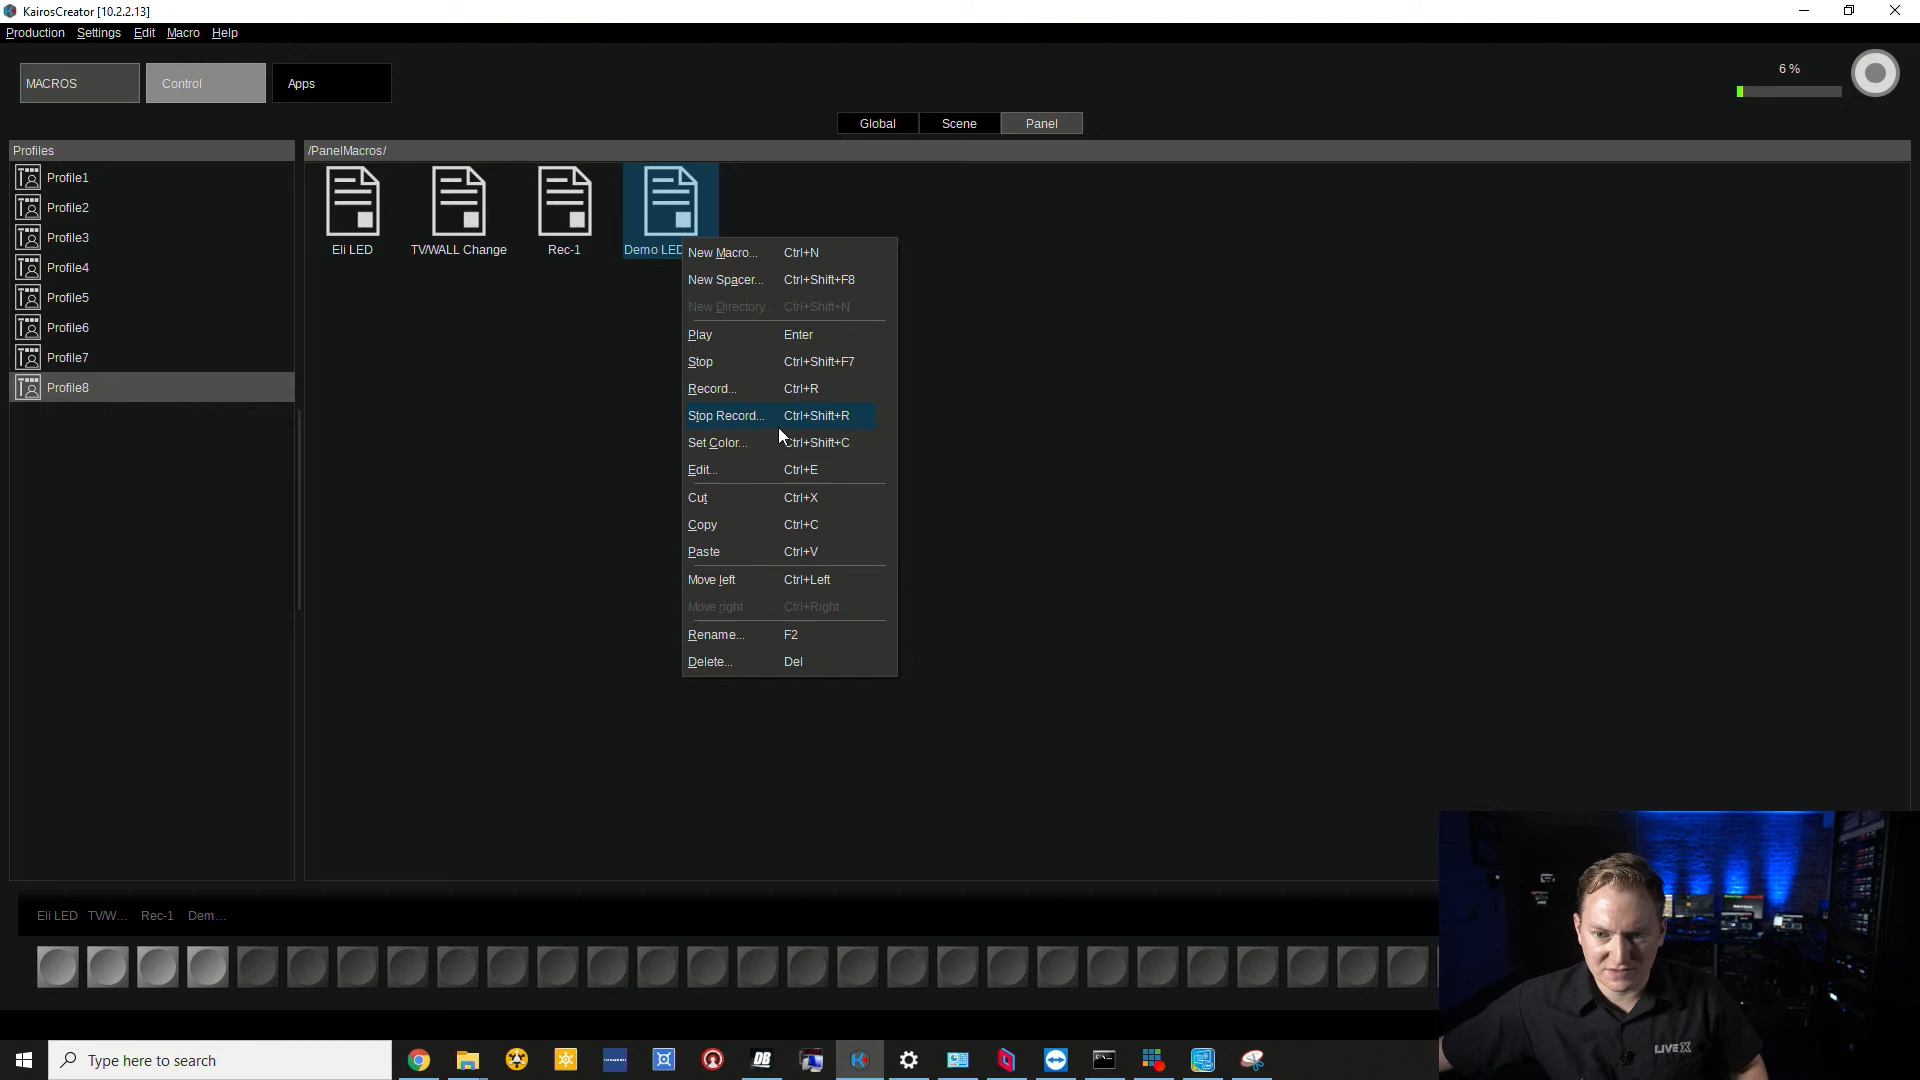 KairosCreator [10.2.2.13]
Production Settings Edit Macro Help
MACROS Control Apps
6 %
Global Scene Panel
Profiles
/PanelMacros/
Profile1
Profile2
Profile3
Profile4
Profile5
Profile6
Profile7
Profile8
Eli LED TV/WALL Change Rec-1 Demo LED
New Macro... Ctrl+N
New Spacer... Ctrl+Shift+F8
New Directory... Ctrl+Shift+N
Play Enter
Stop Ctrl+Shift+F7
Record... Ctrl+R
Stop Record... Ctrl+Shift+R
Set Color... Ctrl+Shift+C
Edit... Ctrl+E
Cut Ctrl+X
Copy Ctrl+C
Paste Ctrl+V
Move left Ctrl+Left
Move right Ctrl+Right
Rename... F2
Delete... Del
Eli LED TV/W... Rec-1 Dem...
LIVEX
Type here to search
DB